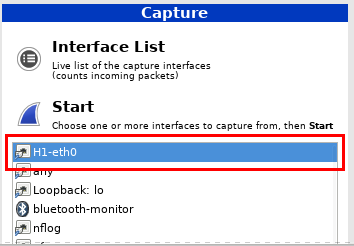 Capture
Interface List
Live list of the capture interfaces
(counts incoming packets)
Start
Choose one or more interfaces to capture from, then Start
H1-eth0
any
Loopback: lo
bluetooth-monitor
nflog